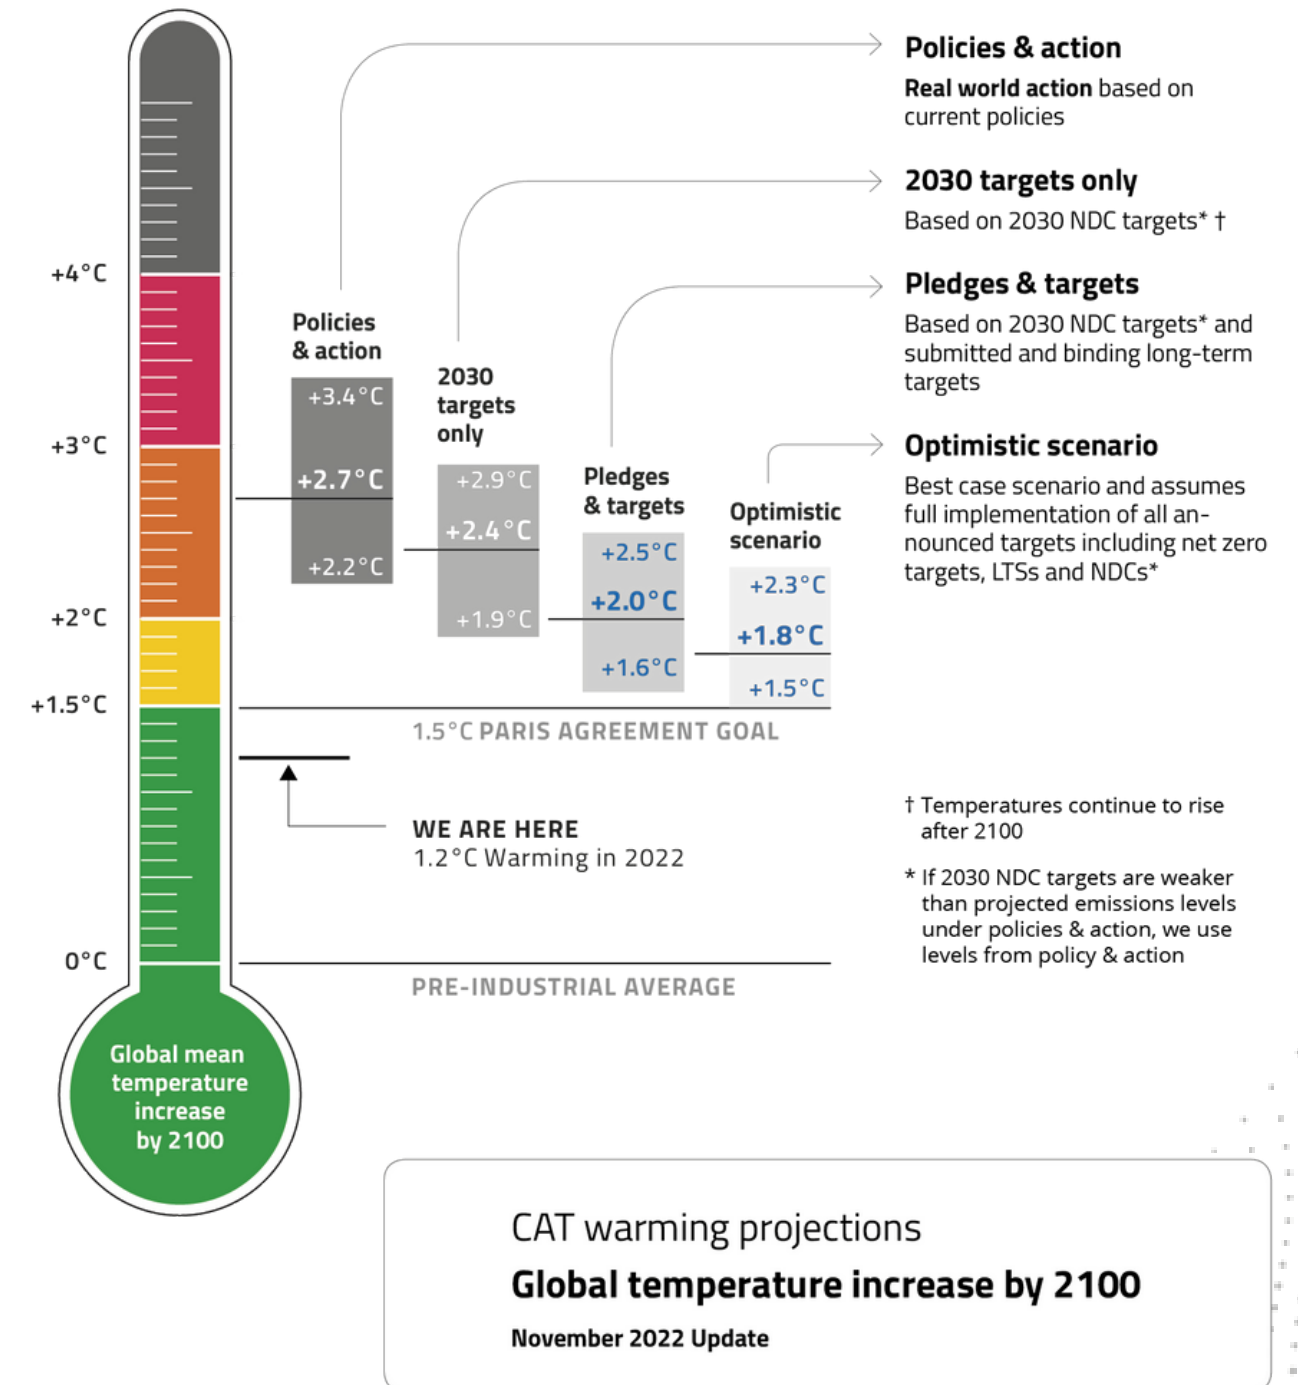 Policies & action
Real world action based on
current policies
2030 targets only
Based on 2030 NDC targets* †
Pledges & targets
Based on 2030 NDC targets* and
submitted and binding long-term
targets
Optimistic scenario
Best case scenario and assumes
full implementation of all an-
nounced targets including net zero
targets, LTSs and NDCs*
+4°C
+3°C
+2°C
+1.5°C
0°C
Policies
& action
+3.4°C
+2.7°C
+2.2°C
2030
targets
only
+2.9°C
+2.4°C
+1.9°C
Pledges
& targets
+2.5°C
+2.0°C
+1.6°C
Optimistic
scenario
+2.3°C
+1.8°C
+1.5°C
1.5°C PARIS AGREEMENT GOAL
WE ARE HERE
1.2°C Warming in 2022
PRE-INDUSTRIAL AVERAGE
† Temperatures continue to rise
after 2100
* If 2030 NDC targets are weaker
than projected emissions levels
under policies & action, we use
levels from policy & action
Global mean
temperature
increase
by 2100
CAT warming projections
Global temperature increase by 2100
November 2022 Update